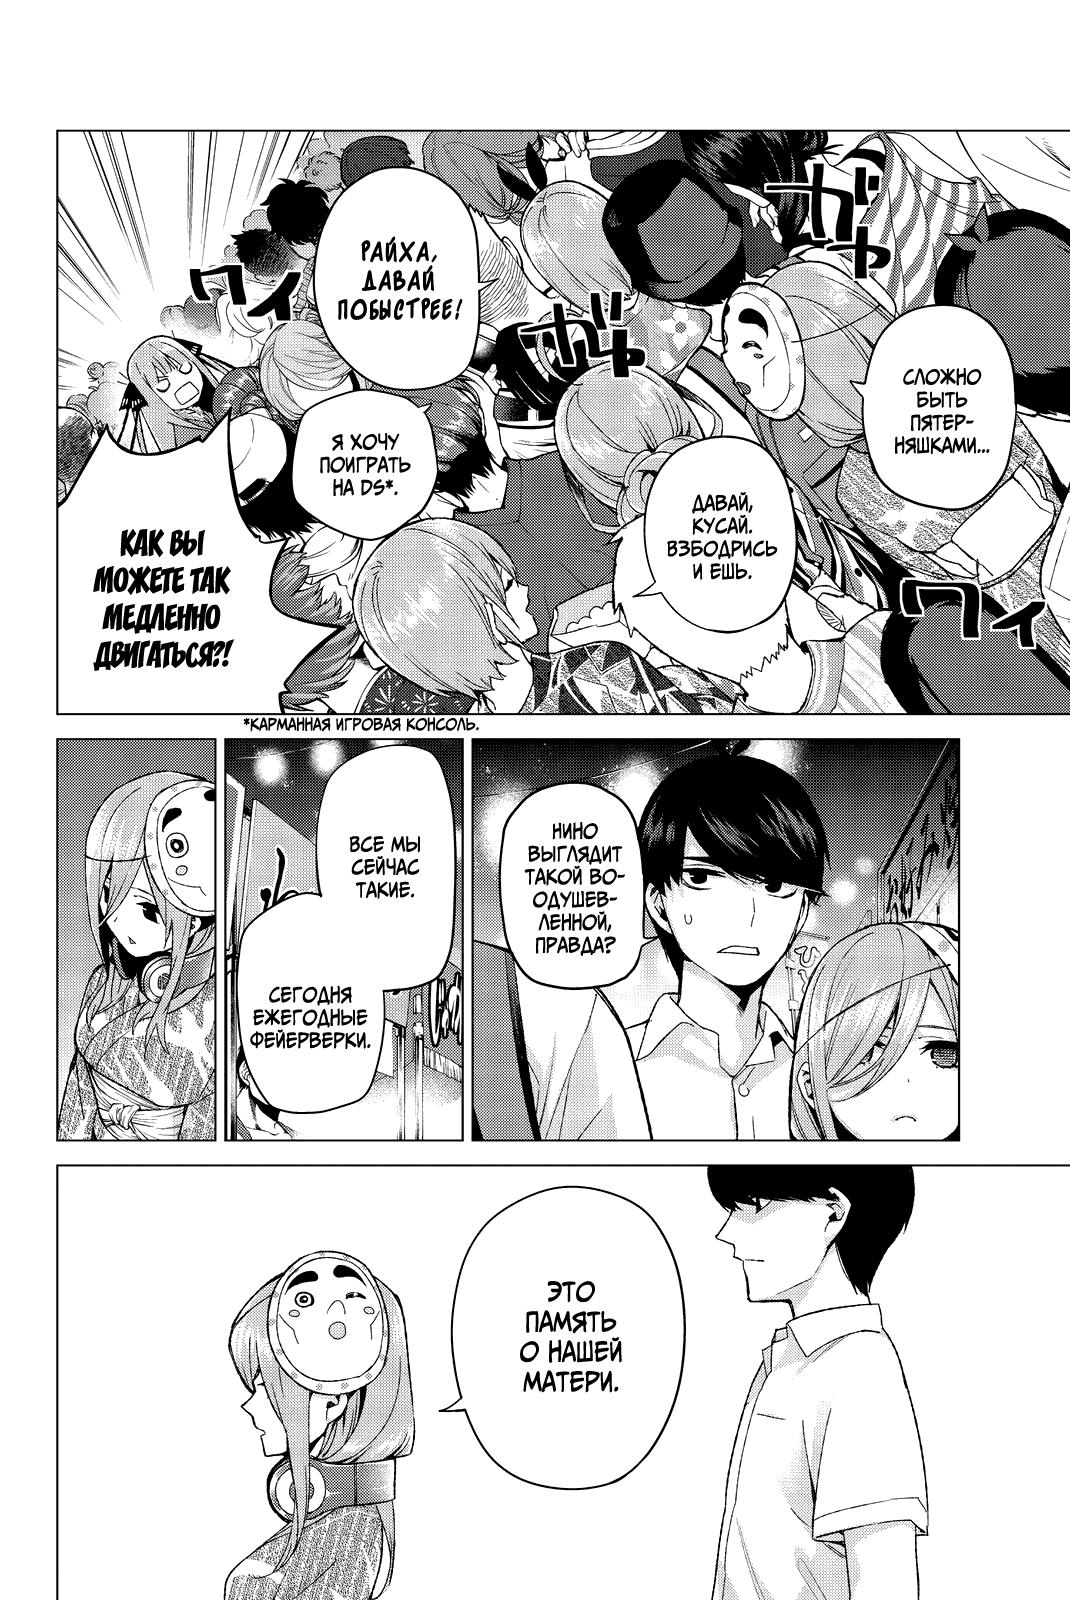 СЛОЖНО
БЫТЬ
ПЯТЕР-
НЯШКАМИ...
ガヤ
РАЙХА,
ДАВАЙ
ПОБЫСТРЕЕ!
ガヤ
ワイ
ДАВАЙ,
КУСАЙ.
ВЗБОДРИСЬ
И ЕШЬ.
Я ХОЧУ
ПОИГРАТЬ
НА DS*.
ワイ
КАК ВЫ
МОЖЕТЕ ТАК
МЕДЛЕННО
ДВИГАТЬСЯ?!
*КАРМАННАЯ ИГРОВАЯ КОНСОЛЬ.
НИНО
ВЫГЛЯДИТ
ТАКОЙ ВО-
ОДУШЕВ-
ЛЕННОЙ,
ПРАВДА?
ВСЕ МЫ
СЕЙЧАС
ТАКИЕ.
СЕГОДНЯ
ЕЖЕГОДНЫЕ
ФЕЙЕРВЕРКИ.
ЭТО
ПАМЯТЬ
О НАШЕЙ
МАТЕРИ.